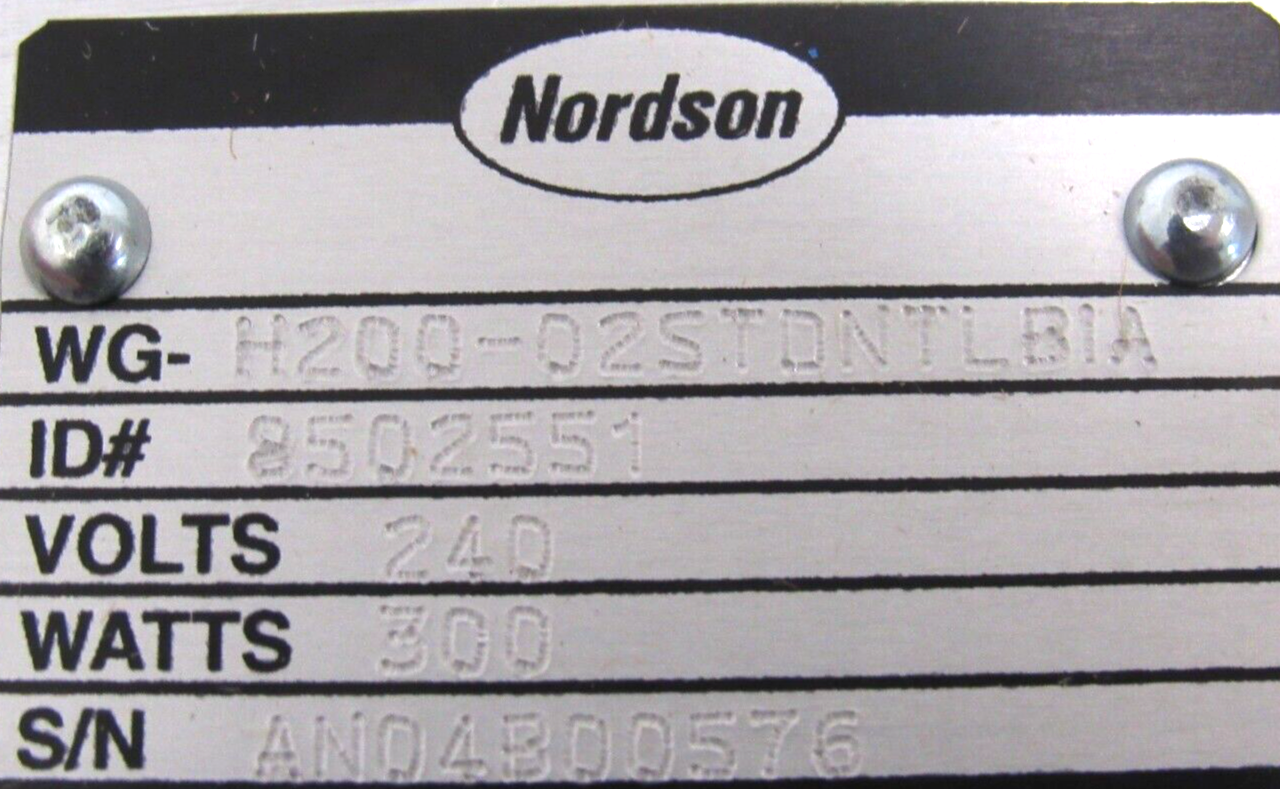 Nordson
WG- H200-02STDNTLB1A
ID# 8502551
VOLTS 240
WATTS 300
S/N AN04B00576